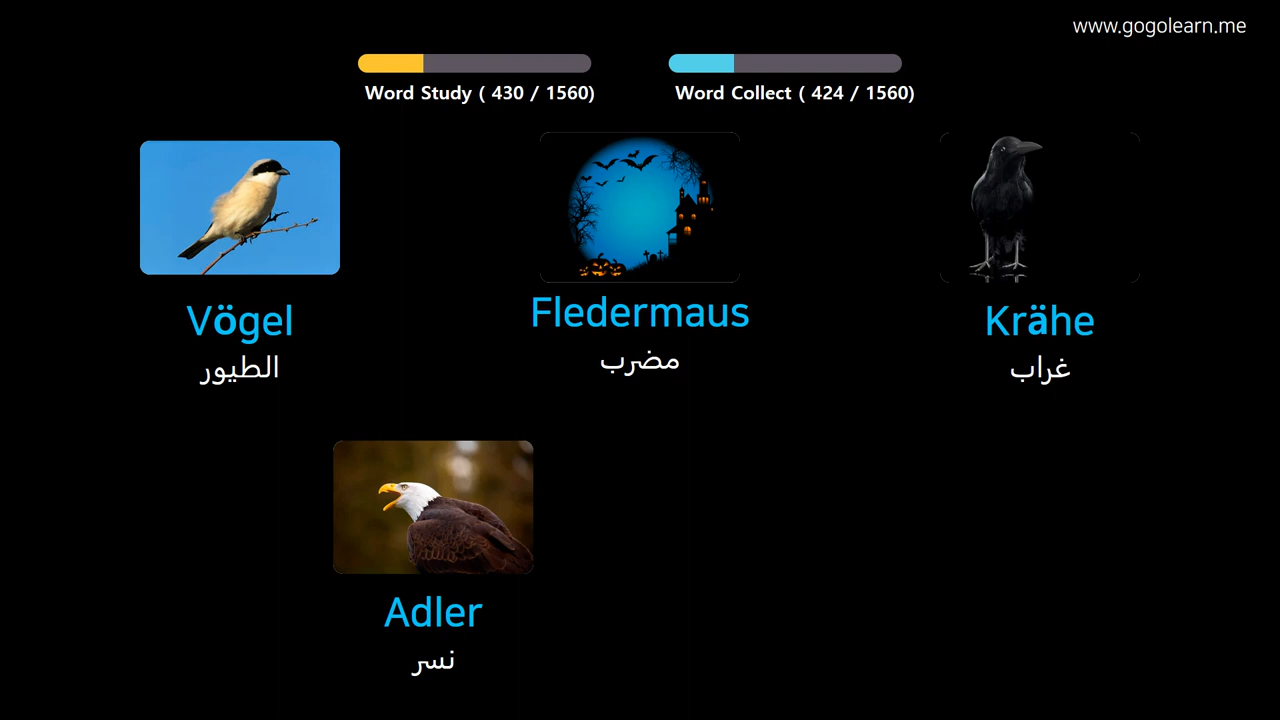 www.gogolearn.me
Word Study ( 430 / 1560)
Word Collect ( 424 / 1560)
Vögel
الطيور
Fledermaus
مضرب
Krähe
غراب
Adler
نسر